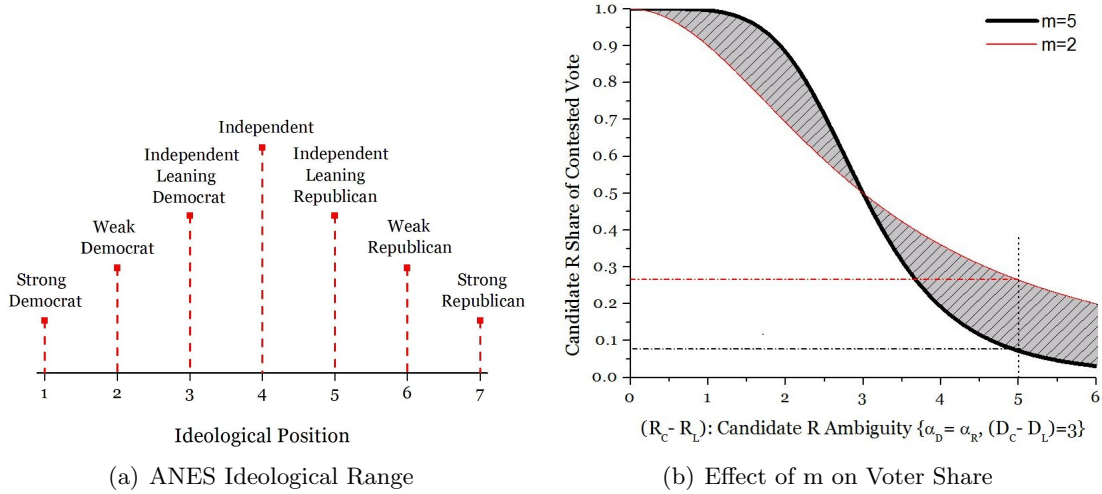 Independent
Independent
Leaning
Democrat
Independent
Leaning
Republican
Weak
Democrat
Weak
Republican
Strong
Democrat
Strong
Republican
1 2 3 4 5 6 7
Ideological Position
(a) ANES Ideological Range
Candidate R Share of Contested Vote
1.0
0.9
0.8
0.7
0.6
0.5
0.4
0.3
0.2
0.1
0.0
m=5
m=2
0 1 2 3 4 5 6
(R_C- R_L): Candidate R Ambiguity {α_D= α_R, (D_C- D_L)=3}
(b) Effect of m on Voter Share